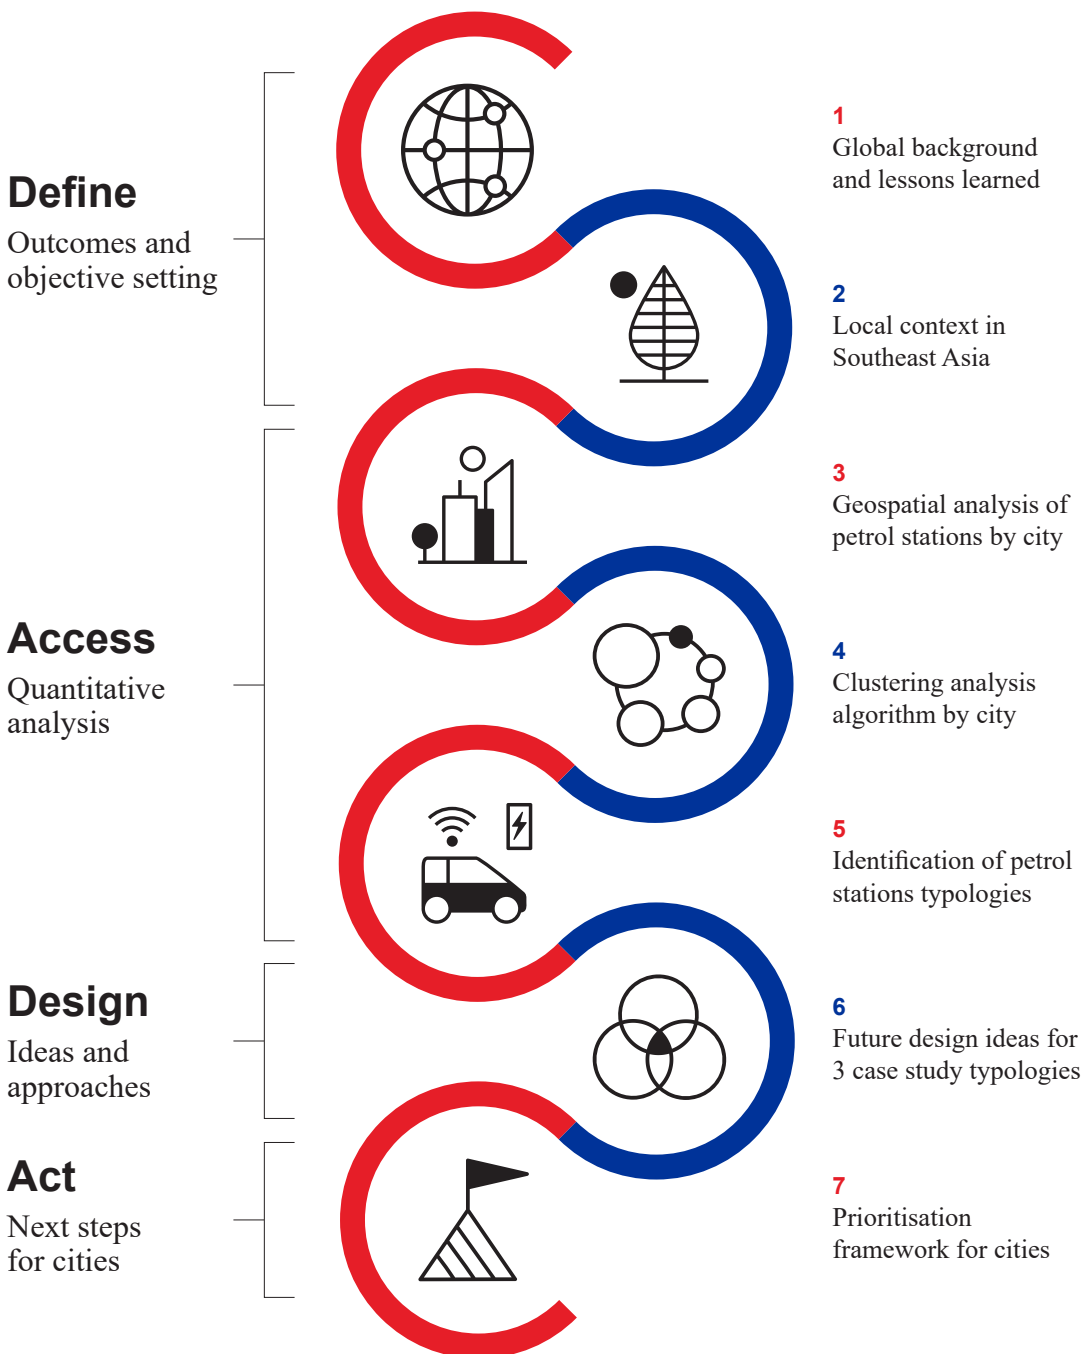 Define
Outcomes and
objective setting
1
Global background
and lessons learned
2
Local context in
Southeast Asia
Access
Quantitative
analysis
3
Geospatial analysis of
petrol stations by city
4
Clustering analysis
algorithm by city
5
Identification of petrol
stations typologies
Design
Ideas and
approaches
6
Future design ideas for
3 case study typologies
Act
Next steps
for cities
7
Prioritisation
framework for cities